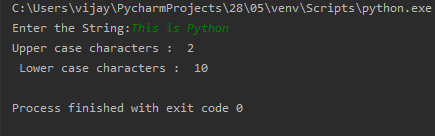 C:\Users\vijay\PycharmProjects\28\05\venv\Scripts\python.exe
Enter the String:This is Python
Upper case characters :  2
 Lower case characters :  10
Process finished with exit code 0